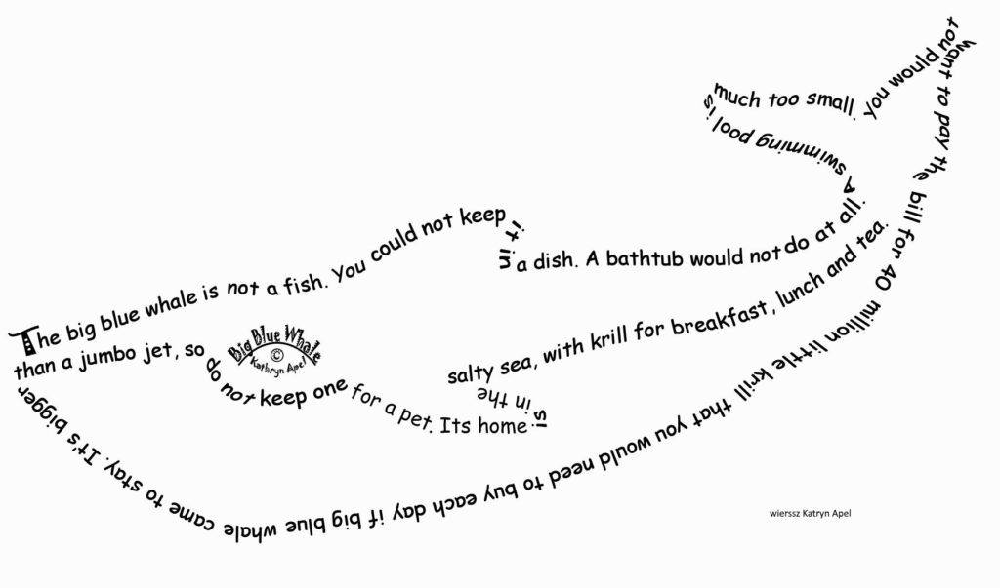 The big blue whale is not a fish. You could not keep it in a dish. A bathtub would not do at all. A swimming pool is much too small. You would not want to pay the bill for 40 million little krill that you would need to buy each day if big blue whale came to stay. It's bigger than a jumbo jet, so do not keep one for a pet. Its home is in the salty sea, with krill for breakfast, lunch and tea.
Big Blue Whale
©
Kathryn Apel
wierssz Katryn Apel